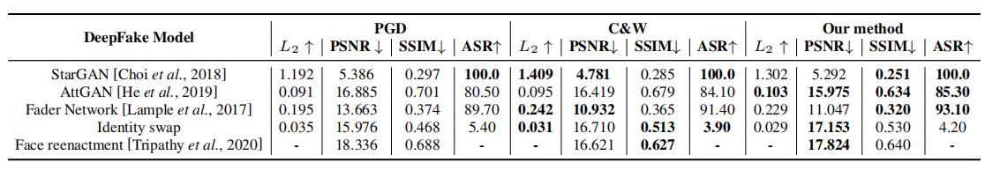 DeepFake Model PGD C&W Our method
L2 ↑ PSNR ↓ SSIM↓ ASR↑ L2 ↑ PSNR↓ SSIM↓ ASR↑ L2 ↑ PSNR↓ SSIM↓ ASR↑
StarGAN [Choi et al., 2018] 1.192 5.386 0.297 100.0 1.409 4.781 0.285 100.0 1.302 5.292 0.251 100.0
AttGAN [He et al., 2019] 0.091 16.885 0.701 80.50 0.095 16.419 0.679 84.10 0.103 15.975 0.634 85.30
Fader Network [Lample et al., 2017] 0.195 13.663 0.374 89.70 0.242 10.932 0.365 91.40 0.229 11.047 0.320 93.10
Identity swap 0.035 15.976 0.468 5.40 0.031 16.710 0.513 3.90 0.029 17.153 0.530 4.20
Face reenactment [Tripathy et al., 2020] - 18.336 0.688 - - 16.621 0.627 - - 17.824 0.640 -